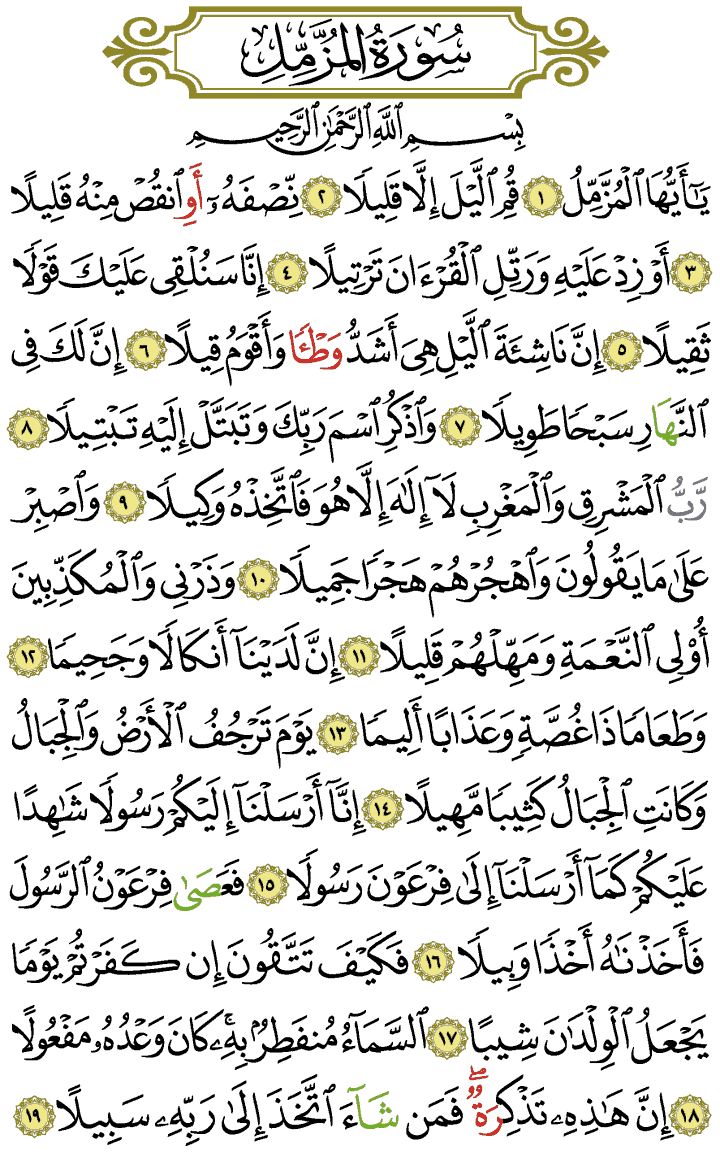 سُورَةُ المُزَّمِّلِ
بِسْمِ ٱللَّهِ ٱلرَّحْمَٰنِ ٱلرَّحِيمِ
يَٰٓأَيُّهَا ٱلْمُزَّمِّلُ ١ قُمِ ٱلَّيْلَ إِلَّا قَلِيلًا ٢ نِّصْفَهُۥٓ أَوِ ٱنقُصْ مِنْهُ قَلِيلًا
٣ أَوْ زِدْ عَلَيْهِ وَرَتِّلِ ٱلْقُرْءَانَ تَرْتِيلًا ٤ إِنَّا سَنُلْقِى عَلَيْكَ قَوْلًا
ثَقِيلًا ٥ إِنَّ نَاشِئَةَ ٱلَّيْلِ هِىَ أَشَدُّ وَطْـًٔا وَأَقْوَمُ قِيلًا ٦ إِنَّ لَكَ فِى
ٱلنَّهَارِ سَبْحًا طَوِيلًا ٧ وَٱذْكُرِ ٱسْمَ رَبِّكَ وَتَبَتَّلْ إِلَيْهِ تَبْتِيلًا ٨
رَّبُّ ٱلْمَشْرِقِ وَٱلْمَغْرِبِ لَآ إِلَٰهَ إِلَّا هُوَ فَٱتَّخِذْهُ وَكِيلًا ٩ وَٱصْبِرْ
عَلَىٰ مَا يَقُولُونَ وَٱهْجُرْهُمْ هَجْرًا جَمِيلًا ١٠ وَذَرْنِى وَٱلْمُكَذِّبِينَ
أُو۟لِى ٱلنَّعْمَةِ وَمَهِّلْهُمْ قَلِيلًا ١١ إِنَّ لَدَيْنَآ أَنكَالًا وَجَحِيمًا ١٢
وَطَعَامًا ذَا غُصَّةٍ وَعَذَابًا أَلِيمًا ١٣ يَوْمَ تَرْجُفُ ٱلْأَرْضُ وَٱلْجِبَالُ
وَكَانَتِ ٱلْجِبَالُ كَثِيبًا مَّهِيلًا ١٤ إِنَّآ أَرْسَلْنَآ إِلَيْكُمْ رَسُولًا شَٰهِدًا
عَلَيْكُمْ كَمَآ أَرْسَلْنَآ إِلَىٰ فِرْعَوْنَ رَسُولًا ١٥ فَعَصَىٰ فِرْعَوْنُ ٱلرَّسُولَ
فَأَخَذْنَٰهُ أَخْذًا وَبِيلًا ١٦ فَكَيْفَ تَتَّقُونَ إِن كَفَرْتُمْ يَوْمًا
يَجْعَلُ ٱلْوِلْدَٰنَ شِيبًا ١٧ ٱلسَّمَآءُ مُنفَطِرٌۢ بِهِۦۚ كَانَ وَعْدُهُۥ مَفْعُولًا
١٨ إِنَّ هَٰذِهِۦ تَذْكِرَةٌۖ فَمَن شَآءَ ٱتَّخَذَ إِلَىٰ رَبِّهِۦ سَبِيلًا ١٩